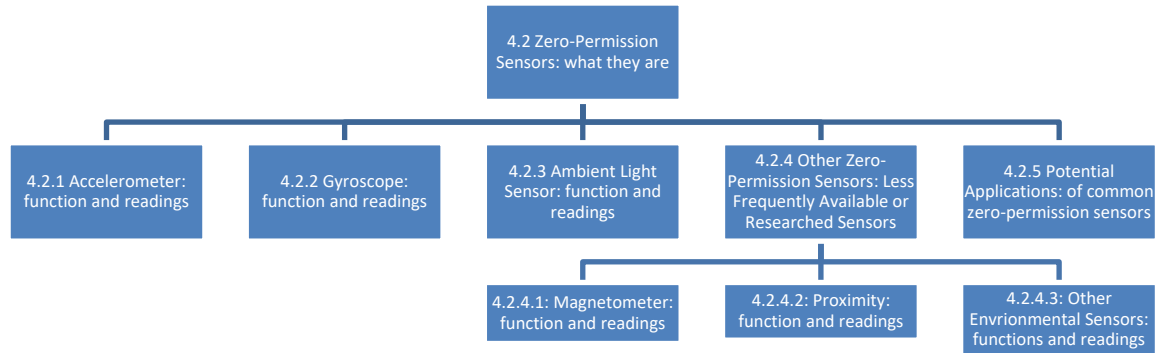 4.2 Zero-Permission
Sensors: what they are
4.2.1 Accelerometer:
function and readings
4.2.2 Gyroscope:
function and readings
4.2.3 Ambient Light
Sensor: function and
readings
4.2.4 Other Zero-
Permission Sensors: Less
Frequently Available or
Researched Sensors
4.2.5 Potential
Applications: of common
zero-permission sensors
4.2.4.1: Magnetometer:
function and readings
4.2.4.2: Proximity:
function and readings
4.2.4.3: Other
Envrionmental Sensors:
functions and readings